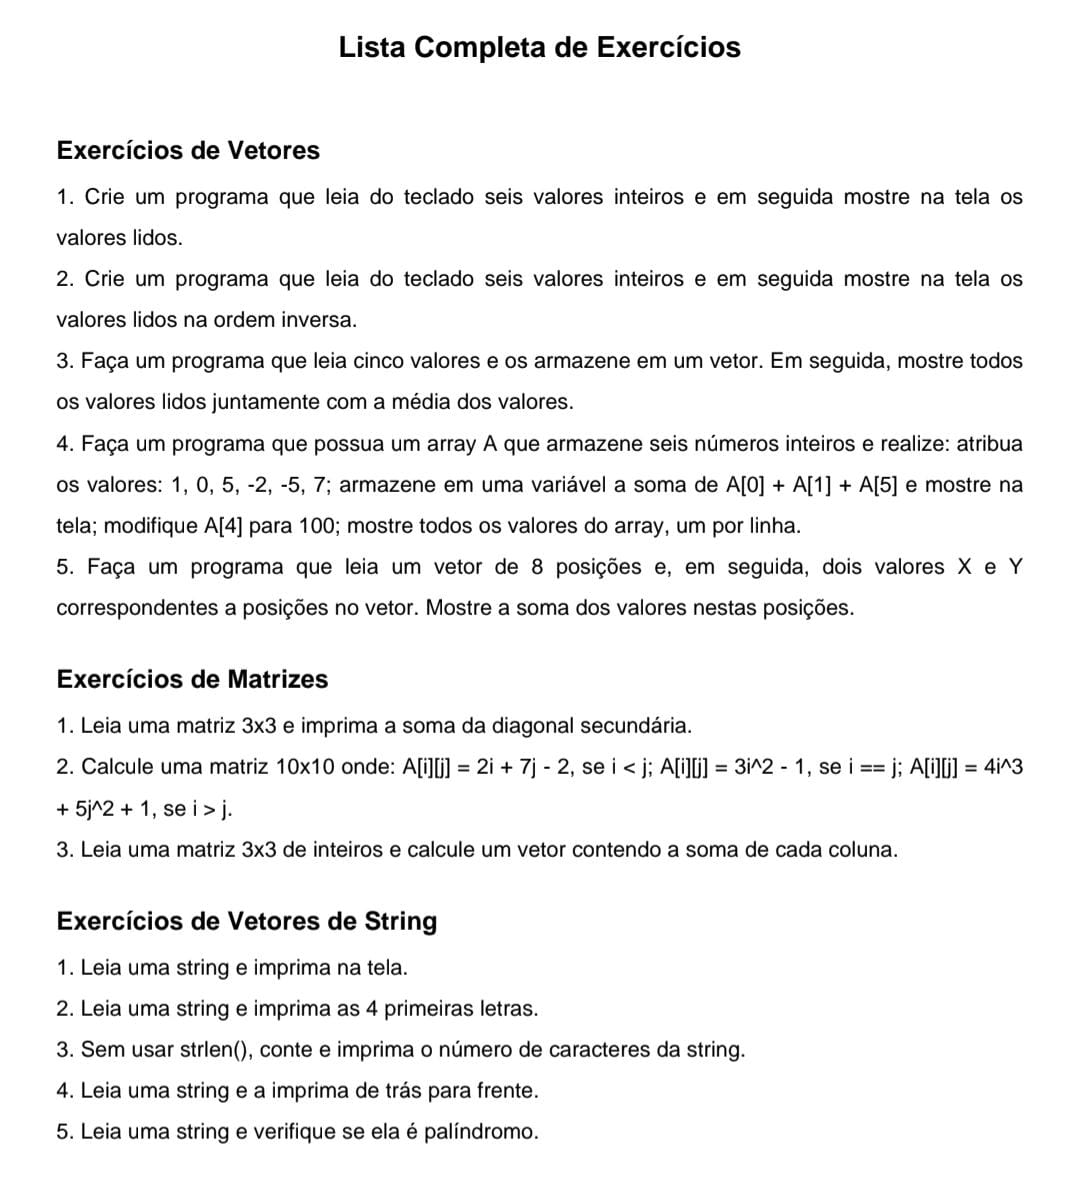 Lista Completa de Exercícios
Exercícios de Vetores
1. Crie um programa que leia do teclado seis valores inteiros e em seguida mostre na tela os
valores lidos.
2. Crie um programa que leia do teclado seis valores inteiros e em seguida mostre na tela os
valores lidos na ordem inversa.
3. Faça um programa que leia cinco valores e os armazene em um vetor. Em seguida, mostre todos
os valores lidos juntamente com a média dos valores.
4. Faça um programa que possua um array A que armazene seis números inteiros e realize: atribua
os valores: 1, 0, 5, -2, -5, 7; armazene em uma variável a soma de A[0] + A[1] + A[5] e mostre na
tela; modifique A[4] para 100; mostre todos os valores do array, um por linha.
5. Faça um programa que leia um vetor de 8 posições e, em seguida, dois valores X e Y
correspondentes a posições no vetor. Mostre a soma dos valores nestas posições.
Exercícios de Matrizes
1. Leia uma matriz 3x3 e imprima a soma da diagonal secundária.
2. Calcule uma matriz 10x10 onde: A[i][j] = 2i + 7j - 2, se i < j; A[i][j] = 3i^2 - 1, se i == j; A[i][j] = 4i^3
+ 5j^2 + 1, se i > j.
3. Leia uma matriz 3x3 de inteiros e calcule um vetor contendo a soma de cada coluna.
Exercícios de Vetores de String
1. Leia uma string e imprima na tela.
2. Leia uma string e imprima as 4 primeiras letras.
3. Sem usar strlen(), conte e imprima o número de caracteres da string.
4. Leia uma string e a imprima de trás para frente.
5. Leia uma string e verifique se ela é palíndromo.